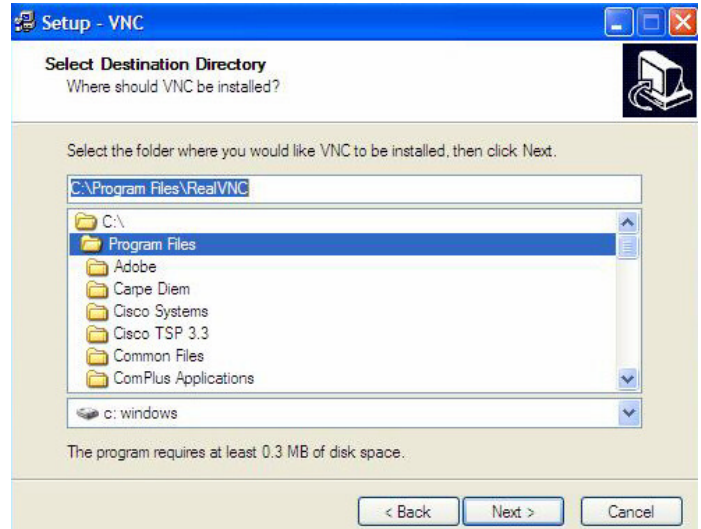 Setup - VNC
Select Destination Directory
Where should VNC be installed?
Select the folder where you would like VNC to be installed, then click Next.
C:\Program Files\RealVNC
C:\
Program Files
Adobe
Carpe Diem
Cisco Systems
Cisco TSP 3.3
Common Files
ComPlus Applications
c: windows
The program requires at least 0.3 MB of disk space.
< Back Next > Cancel